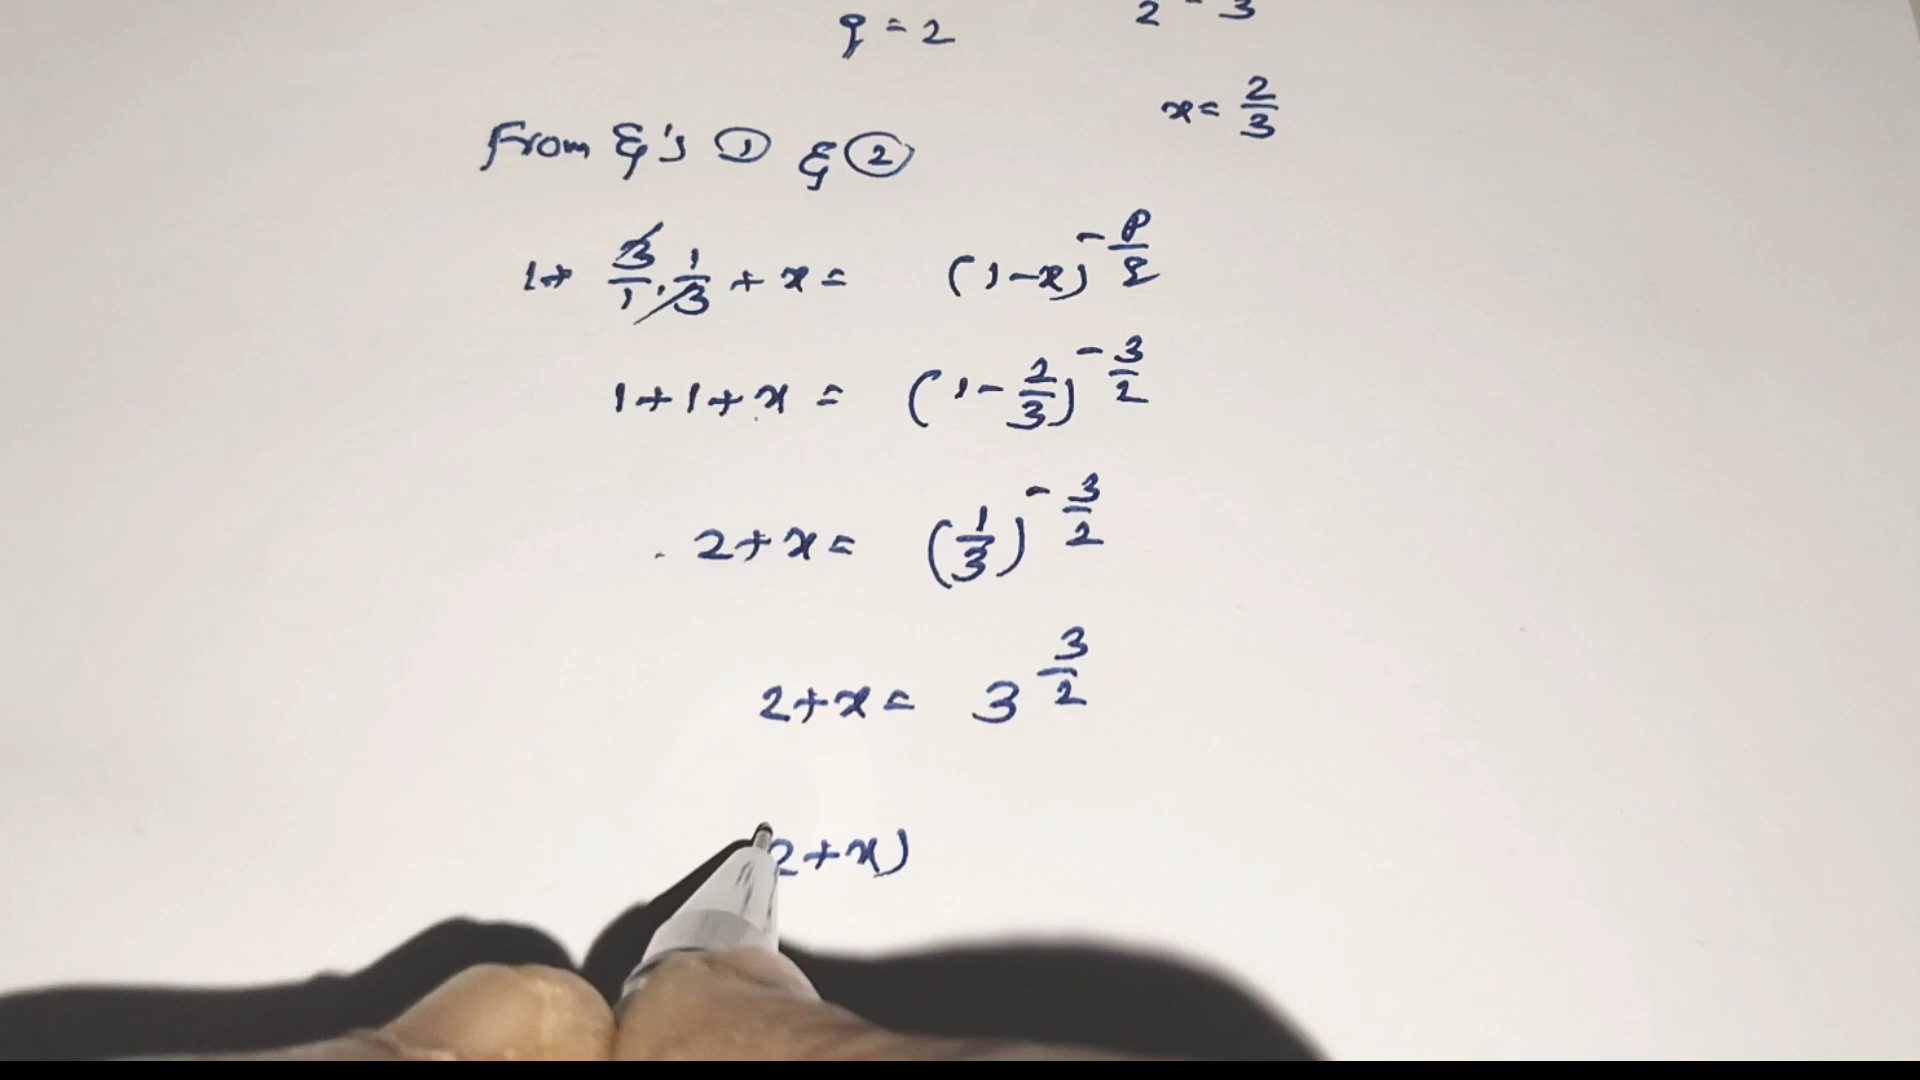 q = 2
2 - 3
x = 2/3
From Eq's ① & ②
1 + 3/1 . 1/3 + x = (1-x)^-p/q
1+1+x = (1 - 2/3)^-3/2
2+x = (1/3)^-3/2
2+x = 3^3/2
2+x)